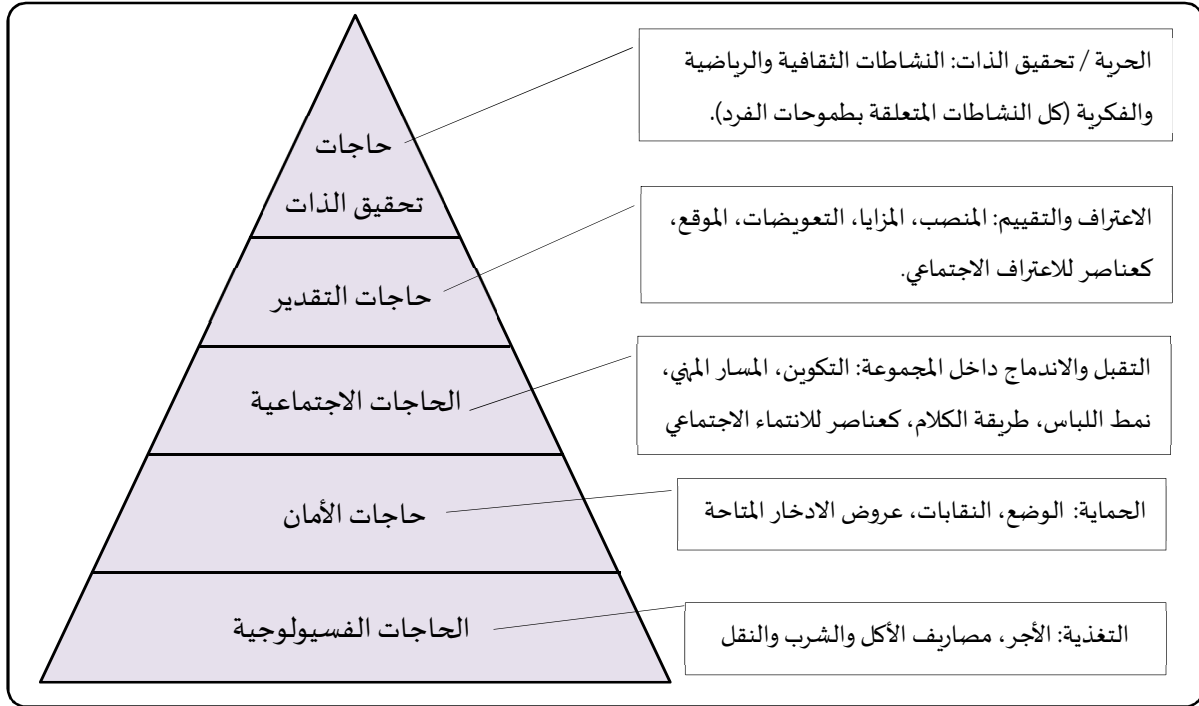 الحرية / تحقيق الذات: النشاطات الثقافية والرياضية
والفكرية (كل النشاطات المتعلقة بطموحات الفرد).
حاجات
تحقيق الذات
الاعتراف والتقييم: المنصب، المزايا، التعويضات، الموقع،
كعناصر للاعتراف الاجتماعي.
حاجات التقدير
التقبل والاندماج داخل المجموعة: التكوين، المسار المهني،
نمط اللباس، طريقة الكلام، كعناصر للانتماء الاجتماعي
الحاجات الاجتماعية
الحماية: الوضع، النقابات، عروض الادخار المتاحة
حاجات الأمان
التغذية: الأجر، مصاريف الأكل والشرب والنقل
الحاجات الفسيولوجية